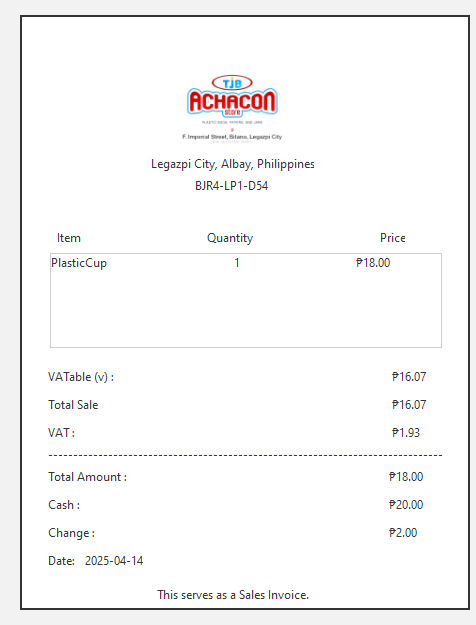 TJB
ACHACON
store
PLASTIC BAGS, PAPERS, AND JARS
F. Imperial Street, Bitano, Legazpi City
Legazpi City, Albay, Philippines
BJR4-LP1-D54
Item Quantity Price
PlasticCup 1 ₱18.00
VATable (v) : ₱16.07
Total Sale ₱16.07
VAT : ₱1.93
Total Amount : ₱18.00
Cash : ₱20.00
Change : ₱2.00
Date: 2025-04-14
This serves as a Sales Invoice.